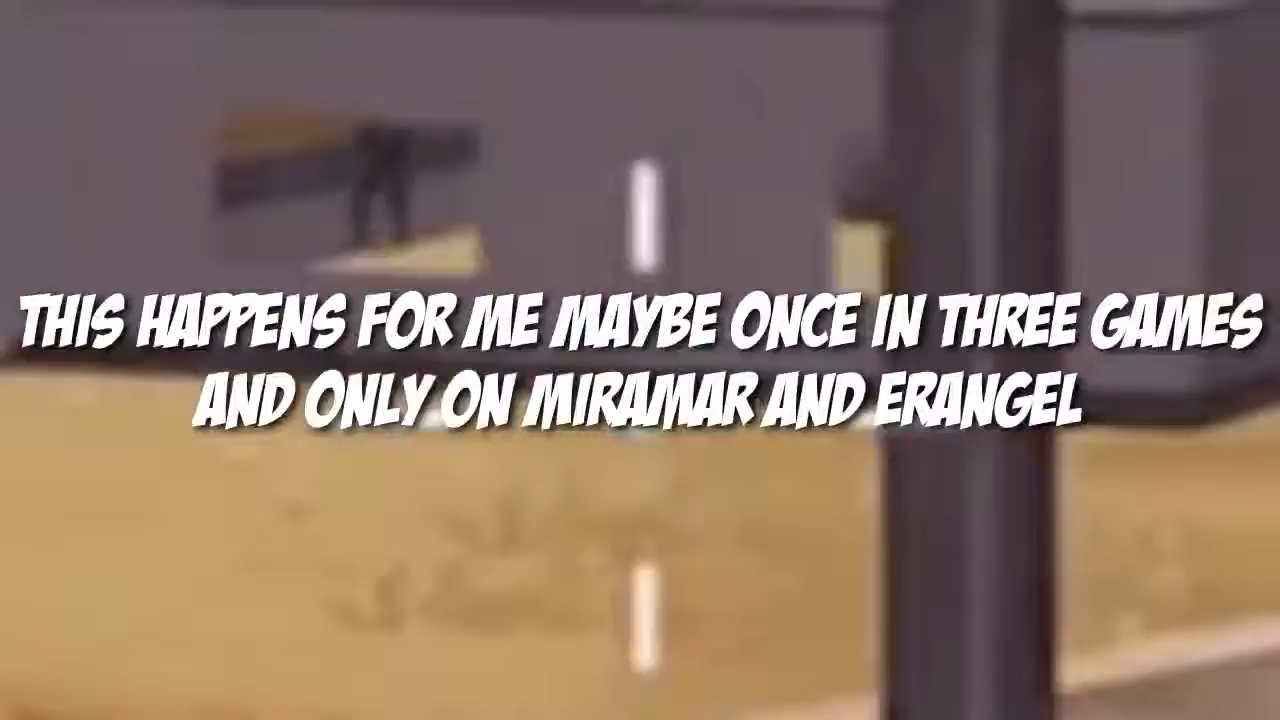 THIS HAPPENS FOR ME MAYBE ONCE IN THREE GAMES
AND ONLY ON MIRAMAR AND ERANGEL